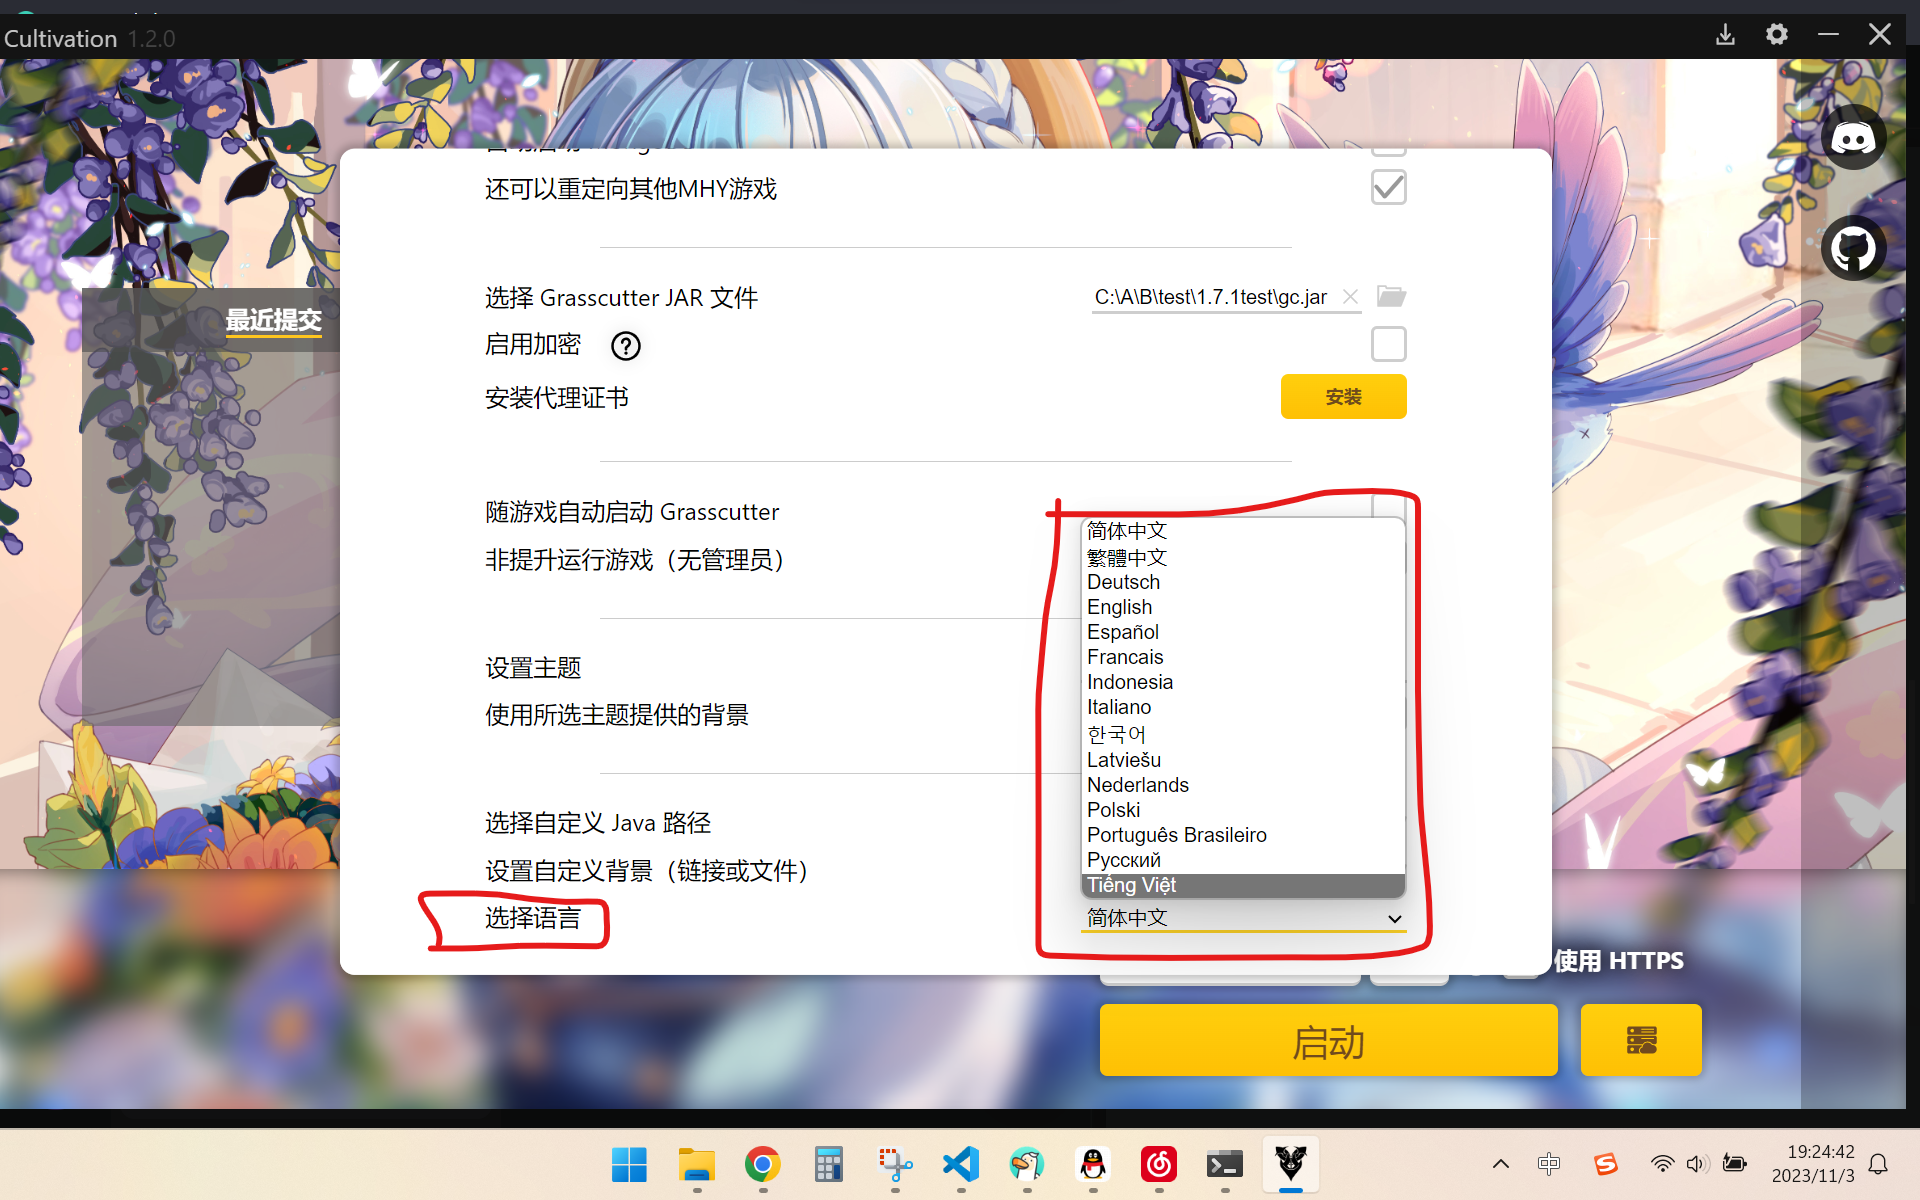 Cultivation 1.2.0
还可以重定向其他MHY游戏
选择 Grasscutter JAR 文件
C:\A\B\test\1.7.1test\gc.jar
最近提交
启用加密
安装代理证书
安装
随游戏自动启动 Grasscutter
非提升运行游戏（无管理员）
设置主题
使用所选主题提供的背景
选择自定义 Java 路径
设置自定义背景（链接或文件）
选择语言
简体中文
繁體中文
Deutsch
English
Español
Francais
Indonesia
Italiano
한국어
Latviešu
Nederlands
Polski
Português Brasileiro
Русский
Tiếng Việt
简体中文
使用 HTTPS
启动
中
19:24:42
2023/11/3